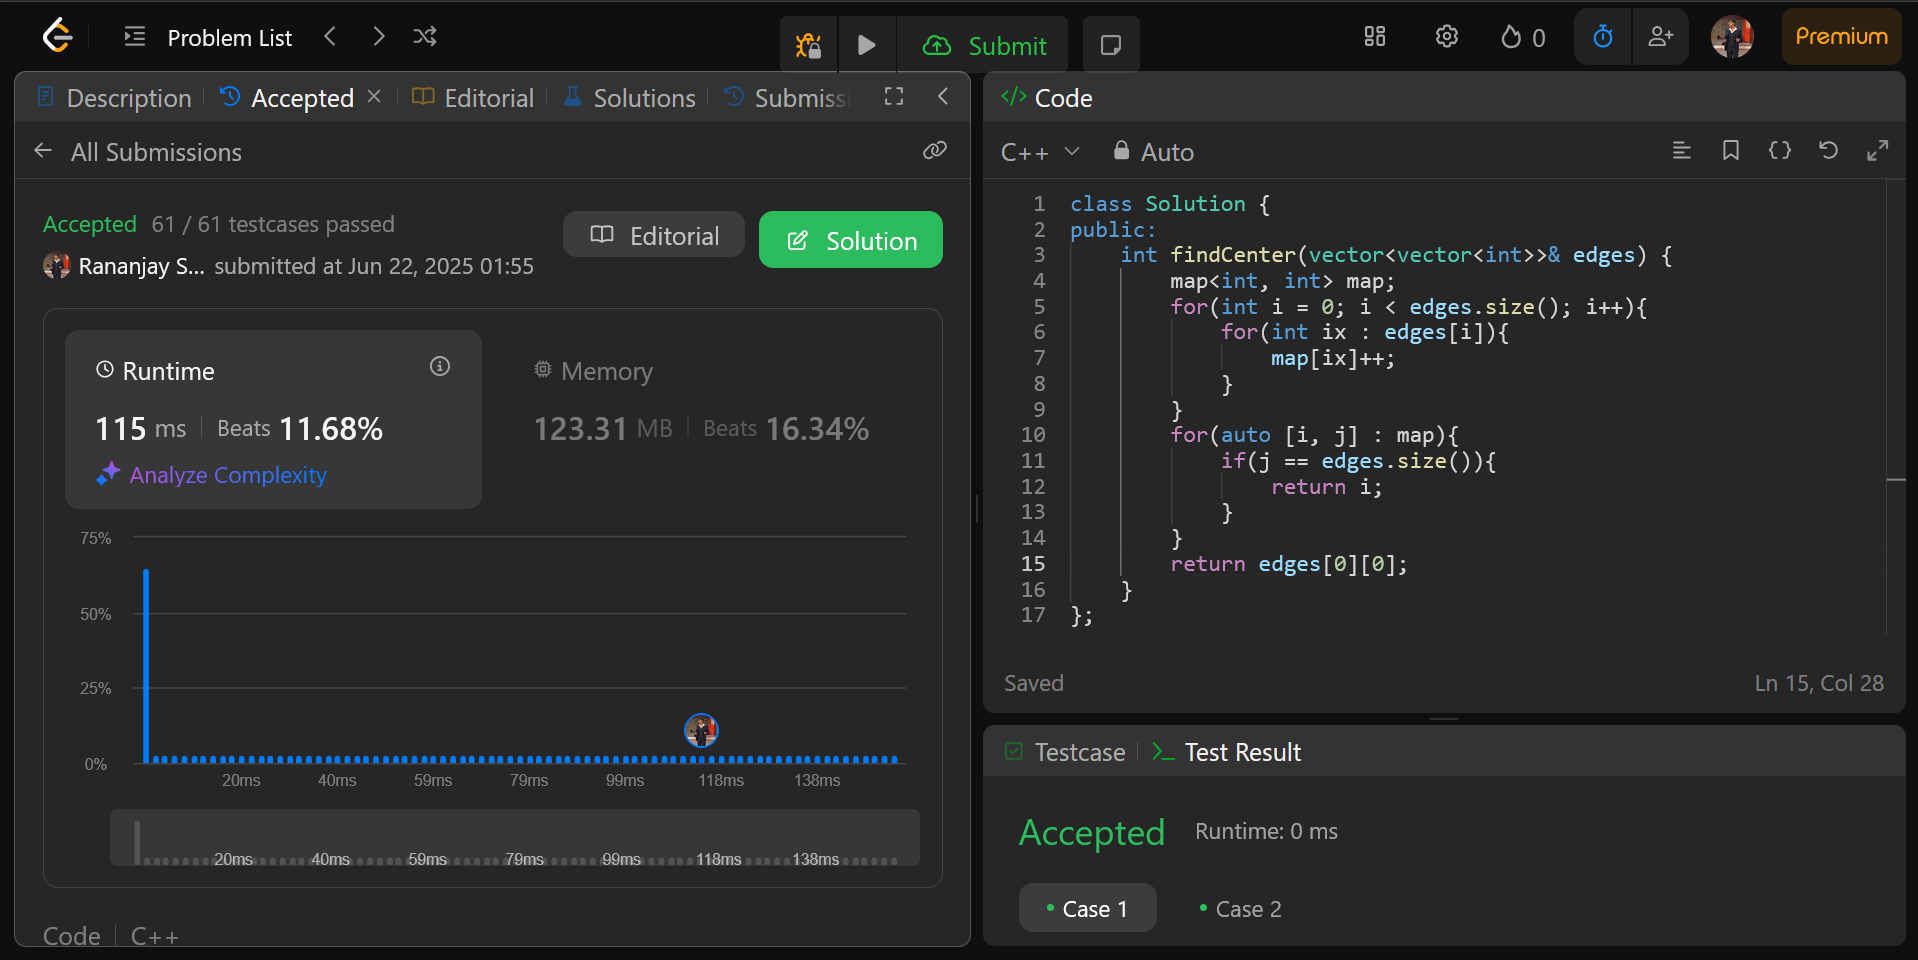 Problem List
Submit
0
Premium
Description
Accepted
Editorial
Solutions
Submissi
All Submissions
Accepted 61 / 61 testcases passed
Rananjay S... submitted at Jun 22, 2025 01:55
Editorial
Solution
Runtime
115 ms Beats 11.68%
Analyze Complexity
Memory
123.31 MB Beats 16.34%
75%
50%
25%
0%
20ms 40ms 59ms 79ms 99ms 118ms 138ms
20ms 40ms 59ms 79ms 99ms 118ms 138ms
Code C++
</> Code
C++ Auto
1 class Solution {
2 public:
3     int findCenter(vector<vector<int>>& edges) {
4         map<int, int> map;
5         for(int i = 0; i < edges.size(); i++){
6             for(int ix : edges[i]){
7                 map[ix]++;
8             }
9         }
10         for(auto [i, j] : map){
11             if(j == edges.size()){
12                 return i;
13             }
14         }
15         return edges[0][0];
16     }
17 };
Saved
Ln 15, Col 28
Testcase
Test Result
Accepted Runtime: 0 ms
Case 1
Case 2